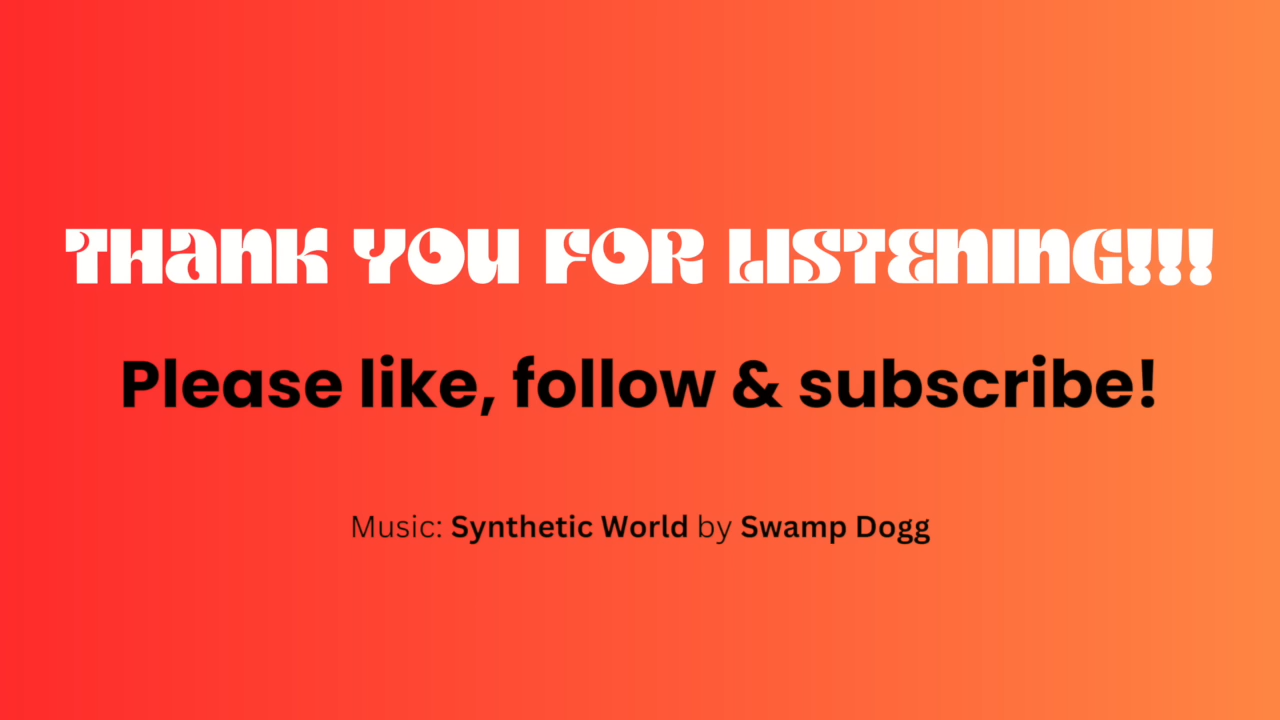 THANK YOU FOR LISTENING!!!
Please like, follow & subscribe!
Music: Synthetic World by Swamp Dogg